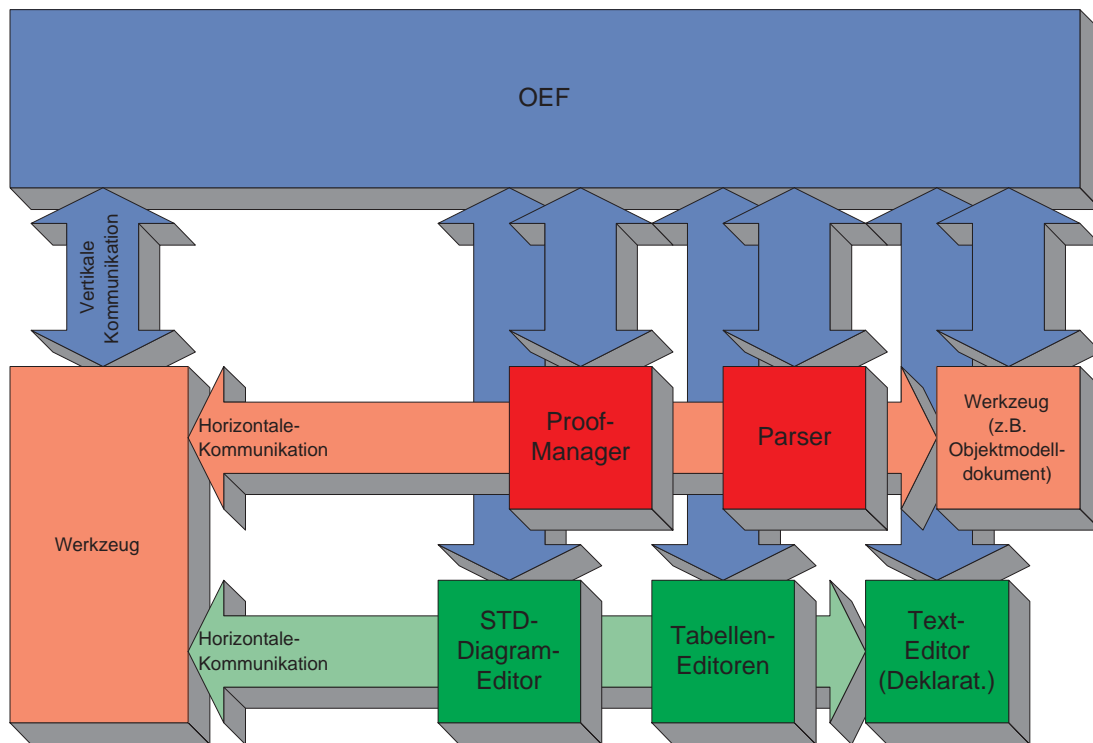 OEF
Vertikale
Kommunikation
Horizontale-
Kommunikation
Proof-
Manager
Parser
Werkzeug
(z.B.
Objektmodell-
dokument)
Werkzeug
Horizontale-
Kommunikation
STD-
Diagram-
Editor
Tabellen-
Editoren
Text-
Editor
(Deklarat.)